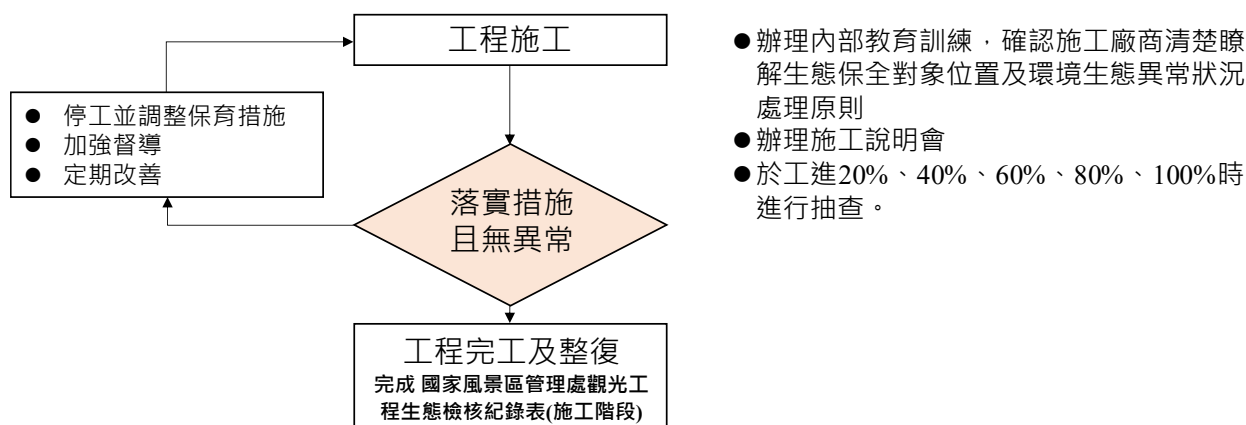 工程施工
● 停工並調整保育措施
● 加強督導
● 定期改善
落實措施
且無異常
工程完工及整復
完成 國家風景區管理處觀光工
程生態檢核紀錄表(施工階段)
●辦理內部教育訓練，確認施工廠商清楚瞭
解生態保全對象位置及環境生態異常狀況
處理原則
●辦理施工說明會
●於工進20%、40%、60%、80%、100%時
進行抽查。